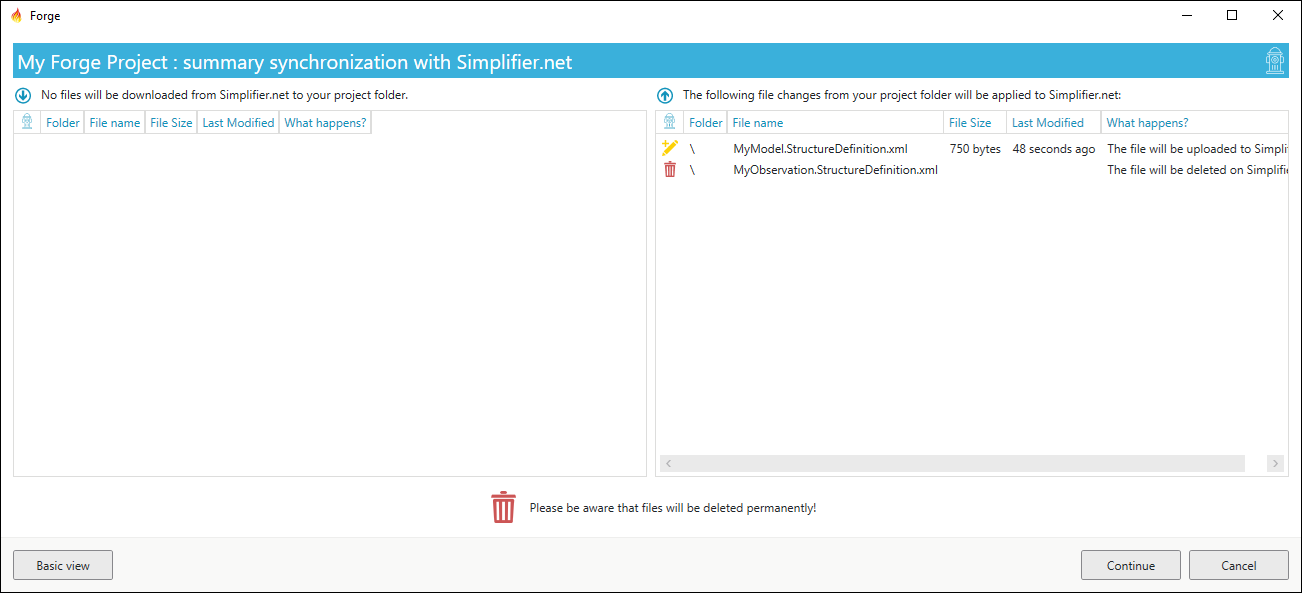 Forge
My Forge Project : summary synchronization with Simplifier.net
No files will be downloaded from Simplifier.net to your project folder.
Folder File name File Size Last Modified What happens?
The following file changes from your project folder will be applied to Simplifier.net:
Folder File name File Size Last Modified What happens?
\ MyModel.StructureDefinition.xml 750 bytes 48 seconds ago The file will be uploaded to Simplif
\ MyObservation.StructureDefinition.xml The file will be deleted on Simplifie
Please be aware that files will be deleted permanently!
Basic view Continue Cancel